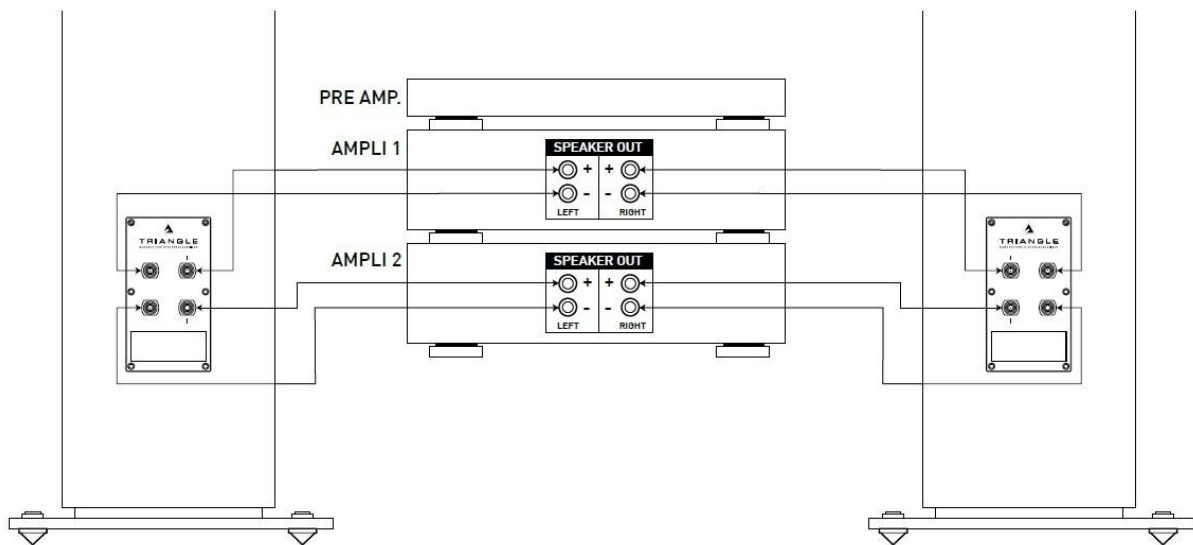 PRE AMP.
AMPLI 1
SPEAKER OUT
+ +
- -
LEFT RIGHT
TRIANGLE
TRIANGLE
AMPLI 2
SPEAKER OUT
+ +
- -
LEFT RIGHT